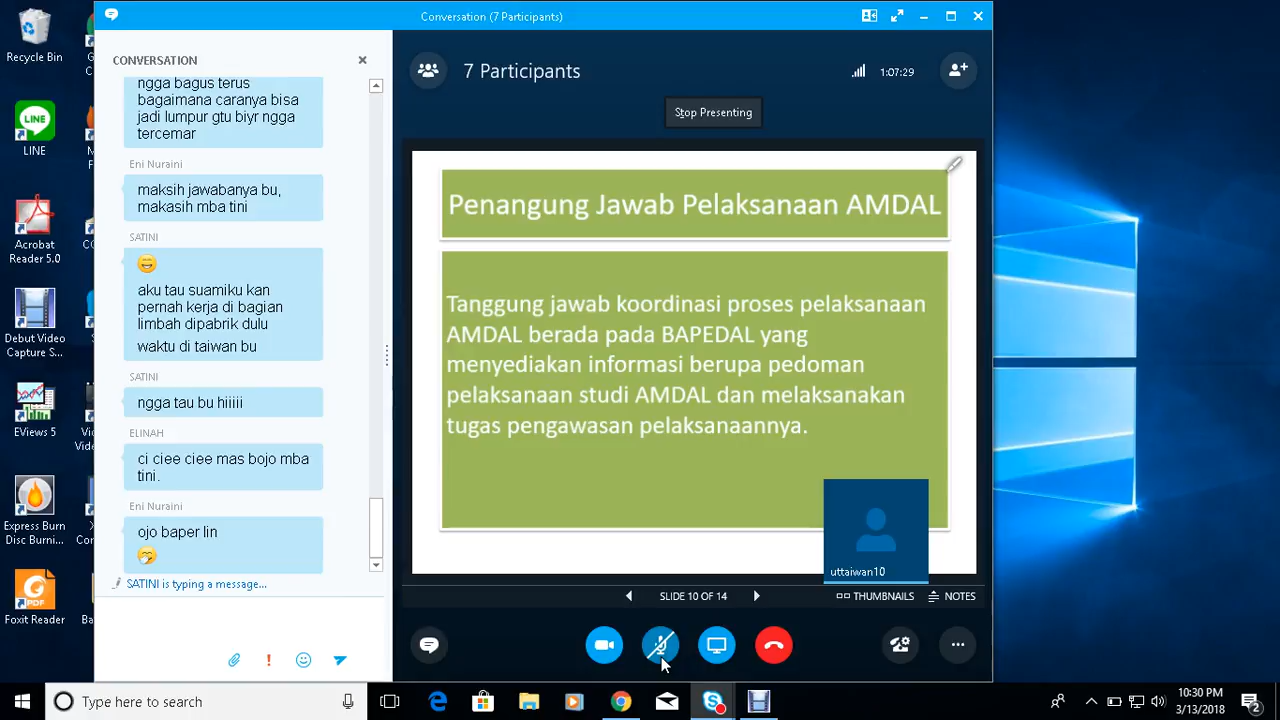 Conversation (7 Participants)
Recycle Bin
LINE
Acrobat
Reader 5.0
Debut Video
Capture S...
EViews 5
Express Burn
Disc Burni...
Foxit Reader
CONVERSATION
ngga bagus terus
bagaimana caranya bisa
jadi lumpur gtu biyr ngga
tercemar
Eni Nuraini
maksih jawabanya bu,
makasih mba tini
SATINI
aku tau suamiku kan
pernah kerja di bagian
limbah dipabrik dulu
waktu di taiwan bu
SATINI
ngga tau bu hiiiii
ELINAH
ci ciee ciee mas bojo mba
tini.
Eni Nuraini
ojo baper lin
SATINI is typing a message...
7 Participants
1:07:29
Stop Presenting
Penangung Jawab Pelaksanaan AMDAL
Tanggung jawab koordinasi proses pelaksanaan
AMDAL berada pada BAPEDAL yang
menyediakan informasi berupa pedoman
pelaksanaan studi AMDAL dan melaksanakan
tugas pengawasan pelaksanaannya.
uttaiwan10
SLIDE 10 OF 14
THUMBNAILS
NOTES
Type here to search
10:30 PM
3/13/2018
2